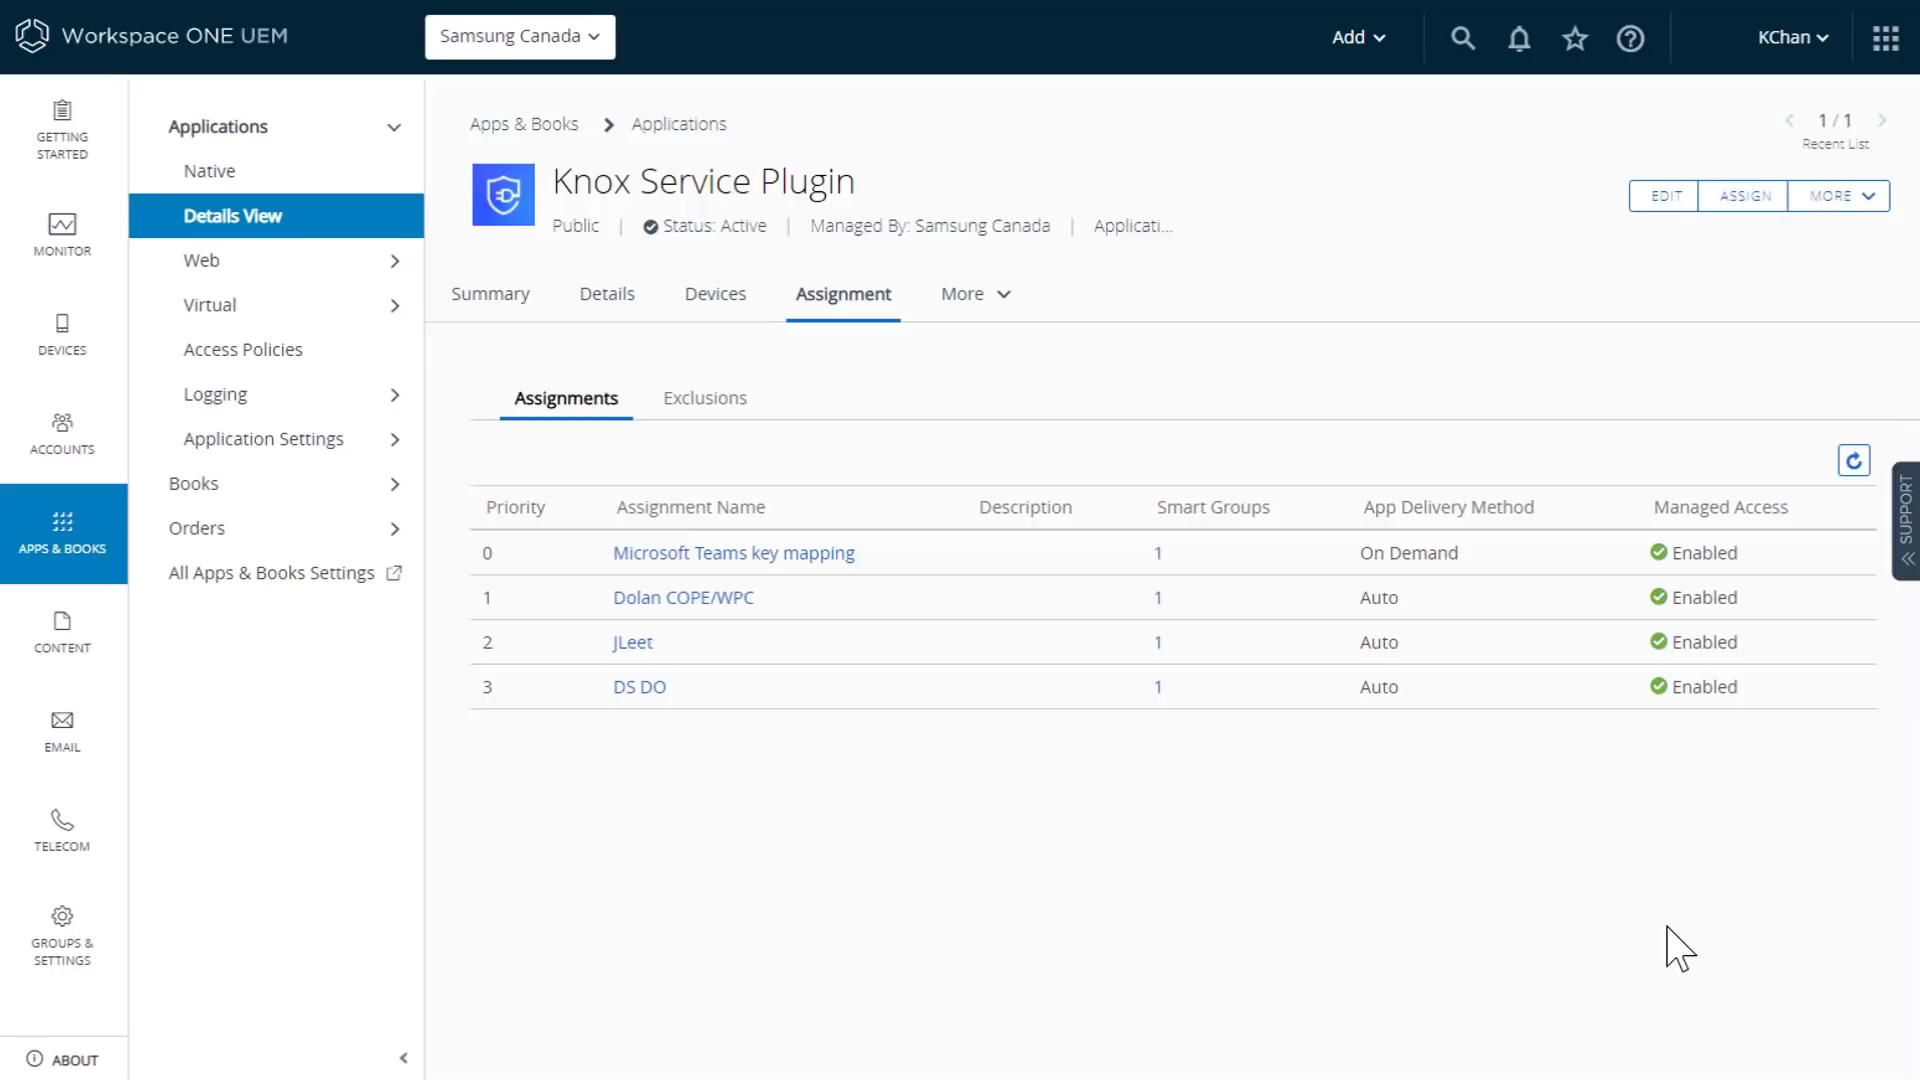 Workspace ONE UEM
Samsung Canada
Add
KChan
GETTING
STARTED
MONITOR
DEVICES
ACCOUNTS
APPS & BOOKS
CONTENT
EMAIL
TELECOM
GROUPS &
SETTINGS
ABOUT
Applications
Native
Details View
Web
Virtual
Access Policies
Logging
Application Settings
Books
Orders
All Apps & Books Settings
Apps & Books > Applications
1 / 1
Recent List
Knox Service Plugin
Public | Status: Active | Managed By: Samsung Canada | Applicati...
EDIT ASSIGN MORE
Summary Details Devices Assignment More
Assignments Exclusions
Priority Assignment Name Description Smart Groups App Delivery Method Managed Access
0 Microsoft Teams key mapping 1 On Demand Enabled
1 Dolan COPE/WPC 1 Auto Enabled
2 JLeet 1 Auto Enabled
3 DS DO 1 Auto Enabled
SUPPORT